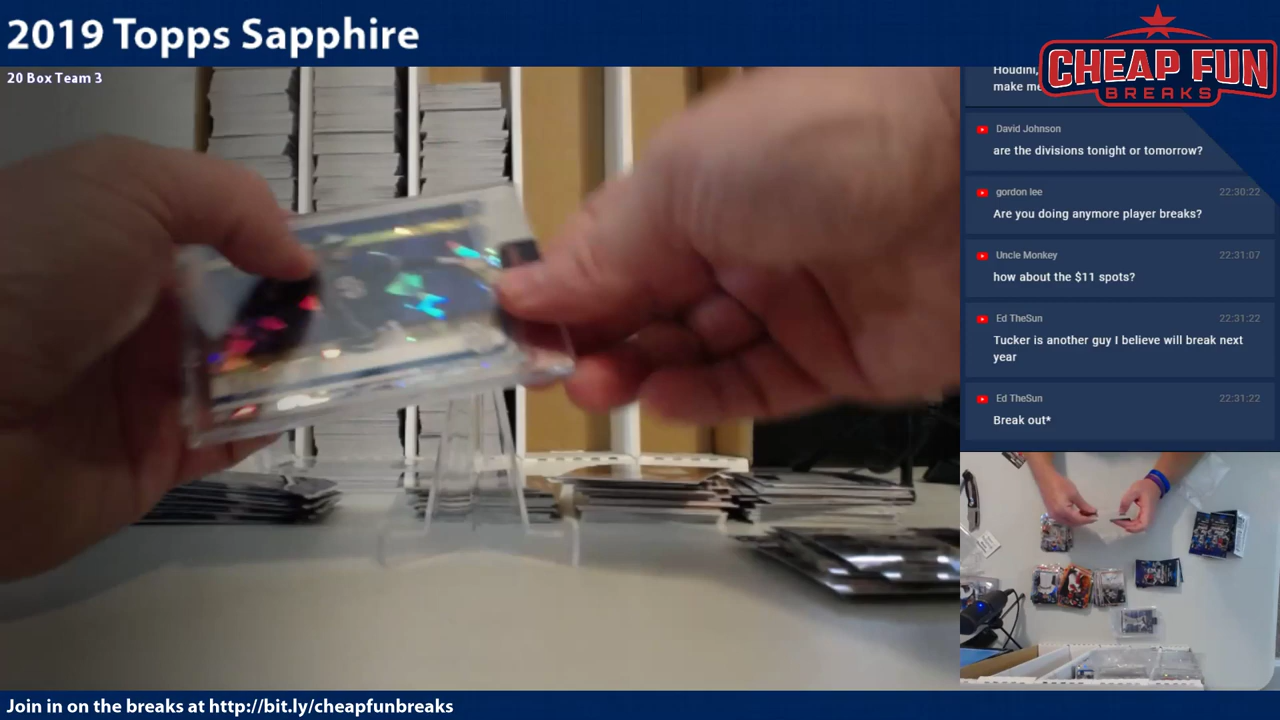 2019 Topps Sapphire
20 Box Team 3
CHEAP FUN
BREAKS
Houdini,
make me
David Johnson
are the divisions tonight or tomorrow?
gordon lee 22:30:22
Are you doing anymore player breaks?
Uncle Monkey 22:31:07
how about the $11 spots?
Ed TheSun 22:31:22
Tucker is another guy I believe will break next
year
Ed TheSun 22:31:22
Break out*
Join in on the breaks at http://bit.ly/cheapfunbreaks